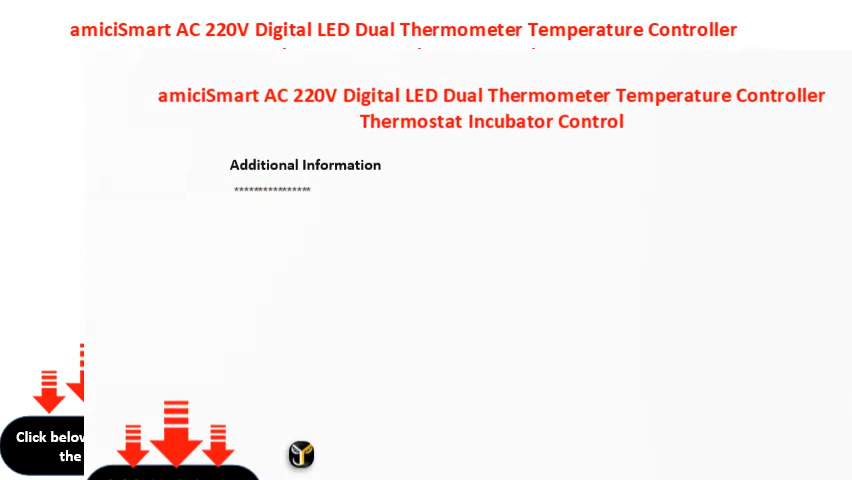 amiciSmart AC 220V Digital LED Dual Thermometer Temperature Controller
amiciSmart AC 220V Digital LED Dual Thermometer Temperature Controller
Thermostat Incubator Control
Additional Information
****************
Click below
the